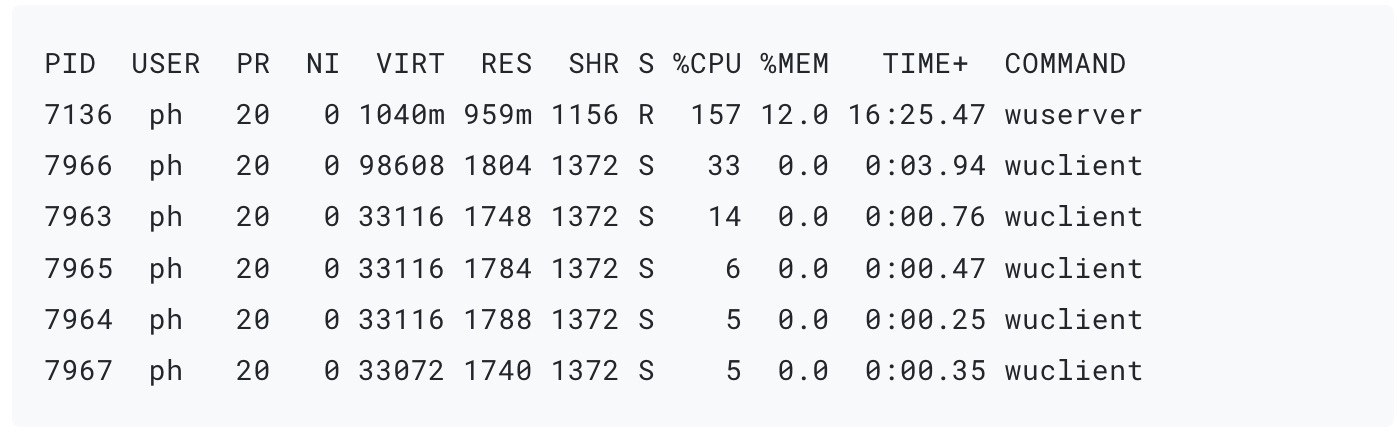 PID  USER  PR  NI  VIRT  RES  SHR S %CPU %MEM   TIME+  COMMAND
7136  ph   20   0 1040m 959m 1156 R  157 12.0 16:25.47 wuserver
7966  ph   20   0 98608 1804 1372 S   33  0.0  0:03.94 wuclient
7963  ph   20   0 33116 1748 1372 S   14  0.0  0:00.76 wuclient
7965  ph   20   0 33116 1784 1372 S    6  0.0  0:00.47 wuclient
7964  ph   20   0 33116 1788 1372 S    5  0.0  0:00.25 wuclient
7967  ph   20   0 33072 1740 1372 S    5  0.0  0:00.35 wuclient